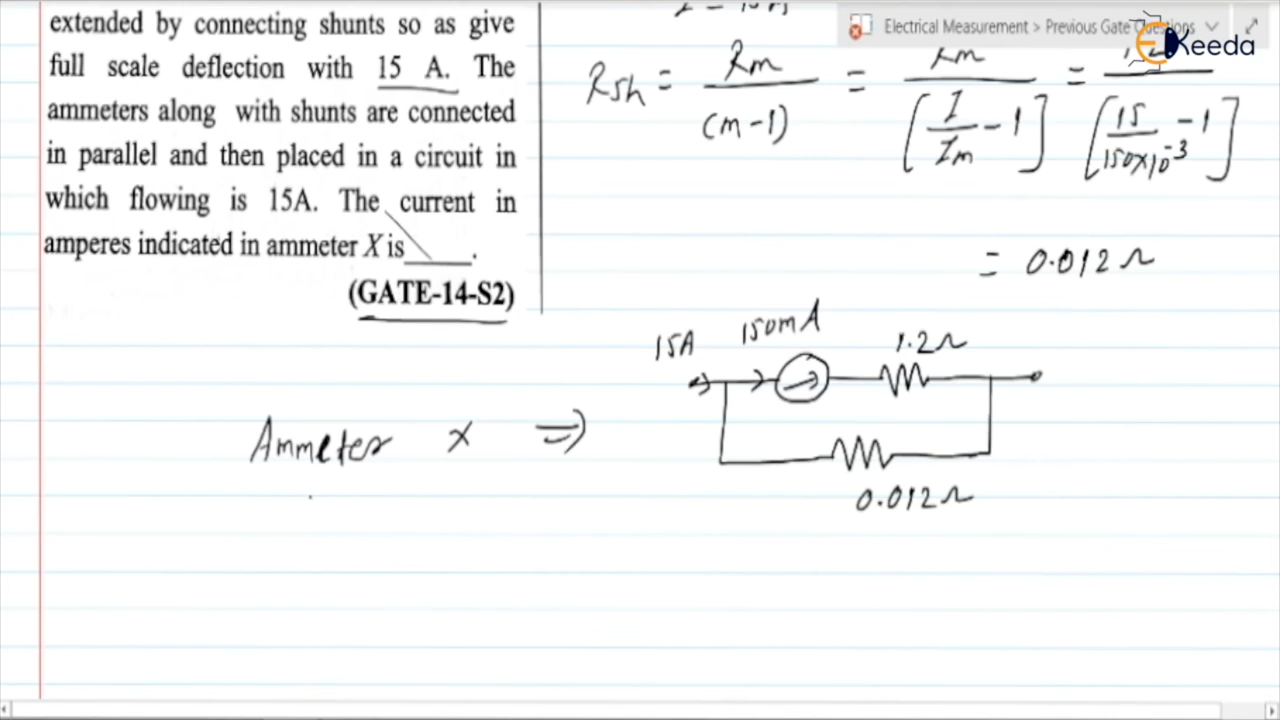 extended by connecting shunts so as give
full scale deflection with 15 A. The
ammeters along with shunts are connected
in parallel and then placed in a circuit in
which flowing is 15A. The current in
amperes indicated in ammeter X is____.
(GATE-14-S2)
Electrical Measurement > Previous Gate Questions
Keeda
Rsh = Rm / (m-1) = Rm / [I/Im - 1] = / [15/150×10^-3 - 1]
= 0.012 Ω
15A 150mA 1.2Ω
Ammeter X ⇒
0.012Ω